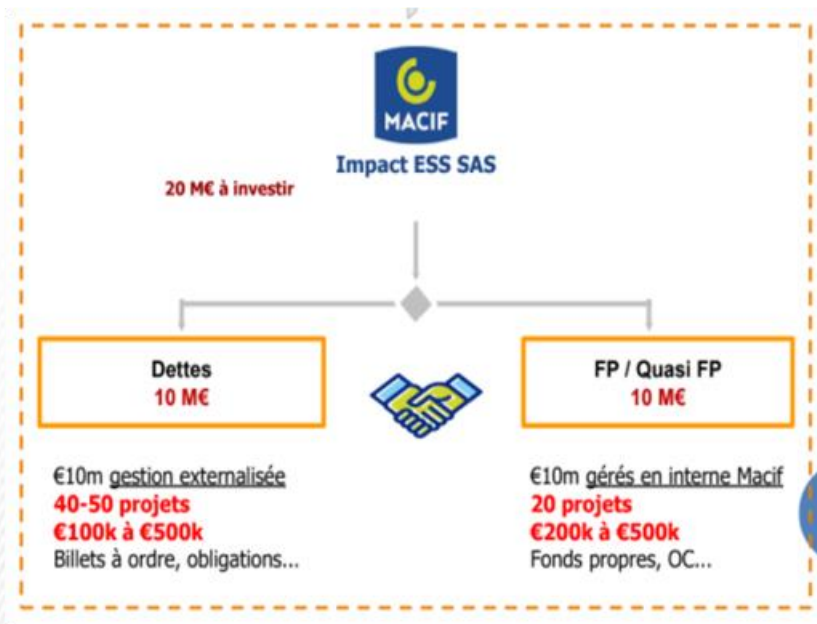 MACIF
Impact ESS SAS
20 M€ à investir
Dettes
10 M€
FP / Quasi FP
10 M€
€10m gestion externalisée
40-50 projets
€100k à €500k
Billets à ordre, obligations...
€10m gérés en interne Macif
20 projets
€200k à €500k
Fonds propres, OC...